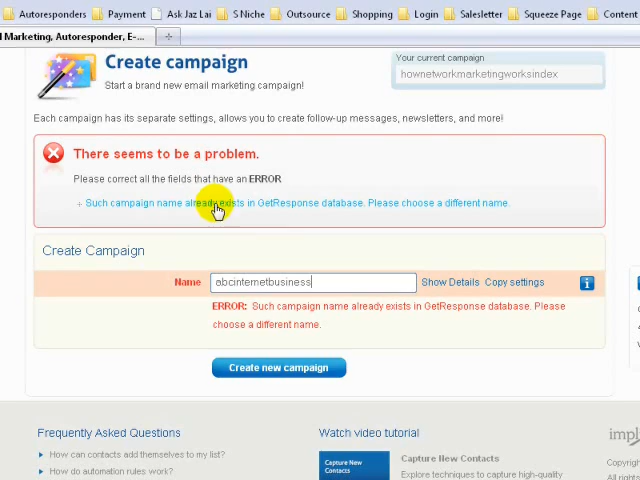 Autoresponders Payment Ask Jaz Lai S Niche Outsource Shopping Login Salesletter Squeeze Page Content
Marketing, Autoresponder, E-...
Create campaign
Start a brand new email marketing campaign!
Your current campaign
hownetworkmarketingworksindex
Each campaign has its separate settings, allows you to create follow-up messages, newsletters, and more!
There seems to be a problem.
Please correct all the fields that have an ERROR
Such campaign name already exists in GetResponse database. Please choose a different name.
Create Campaign
Name abcinternetbusiness Show Details Copy settings
ERROR: Such campaign name already exists in GetResponse database. Please
choose a different name.
Create new campaign
Frequently Asked Questions
How can contacts add themselves to my list?
How do automation rules work?
Watch video tutorial
Capture New
Contacts
Capture New Contacts
Explore techniques to capture high-quality